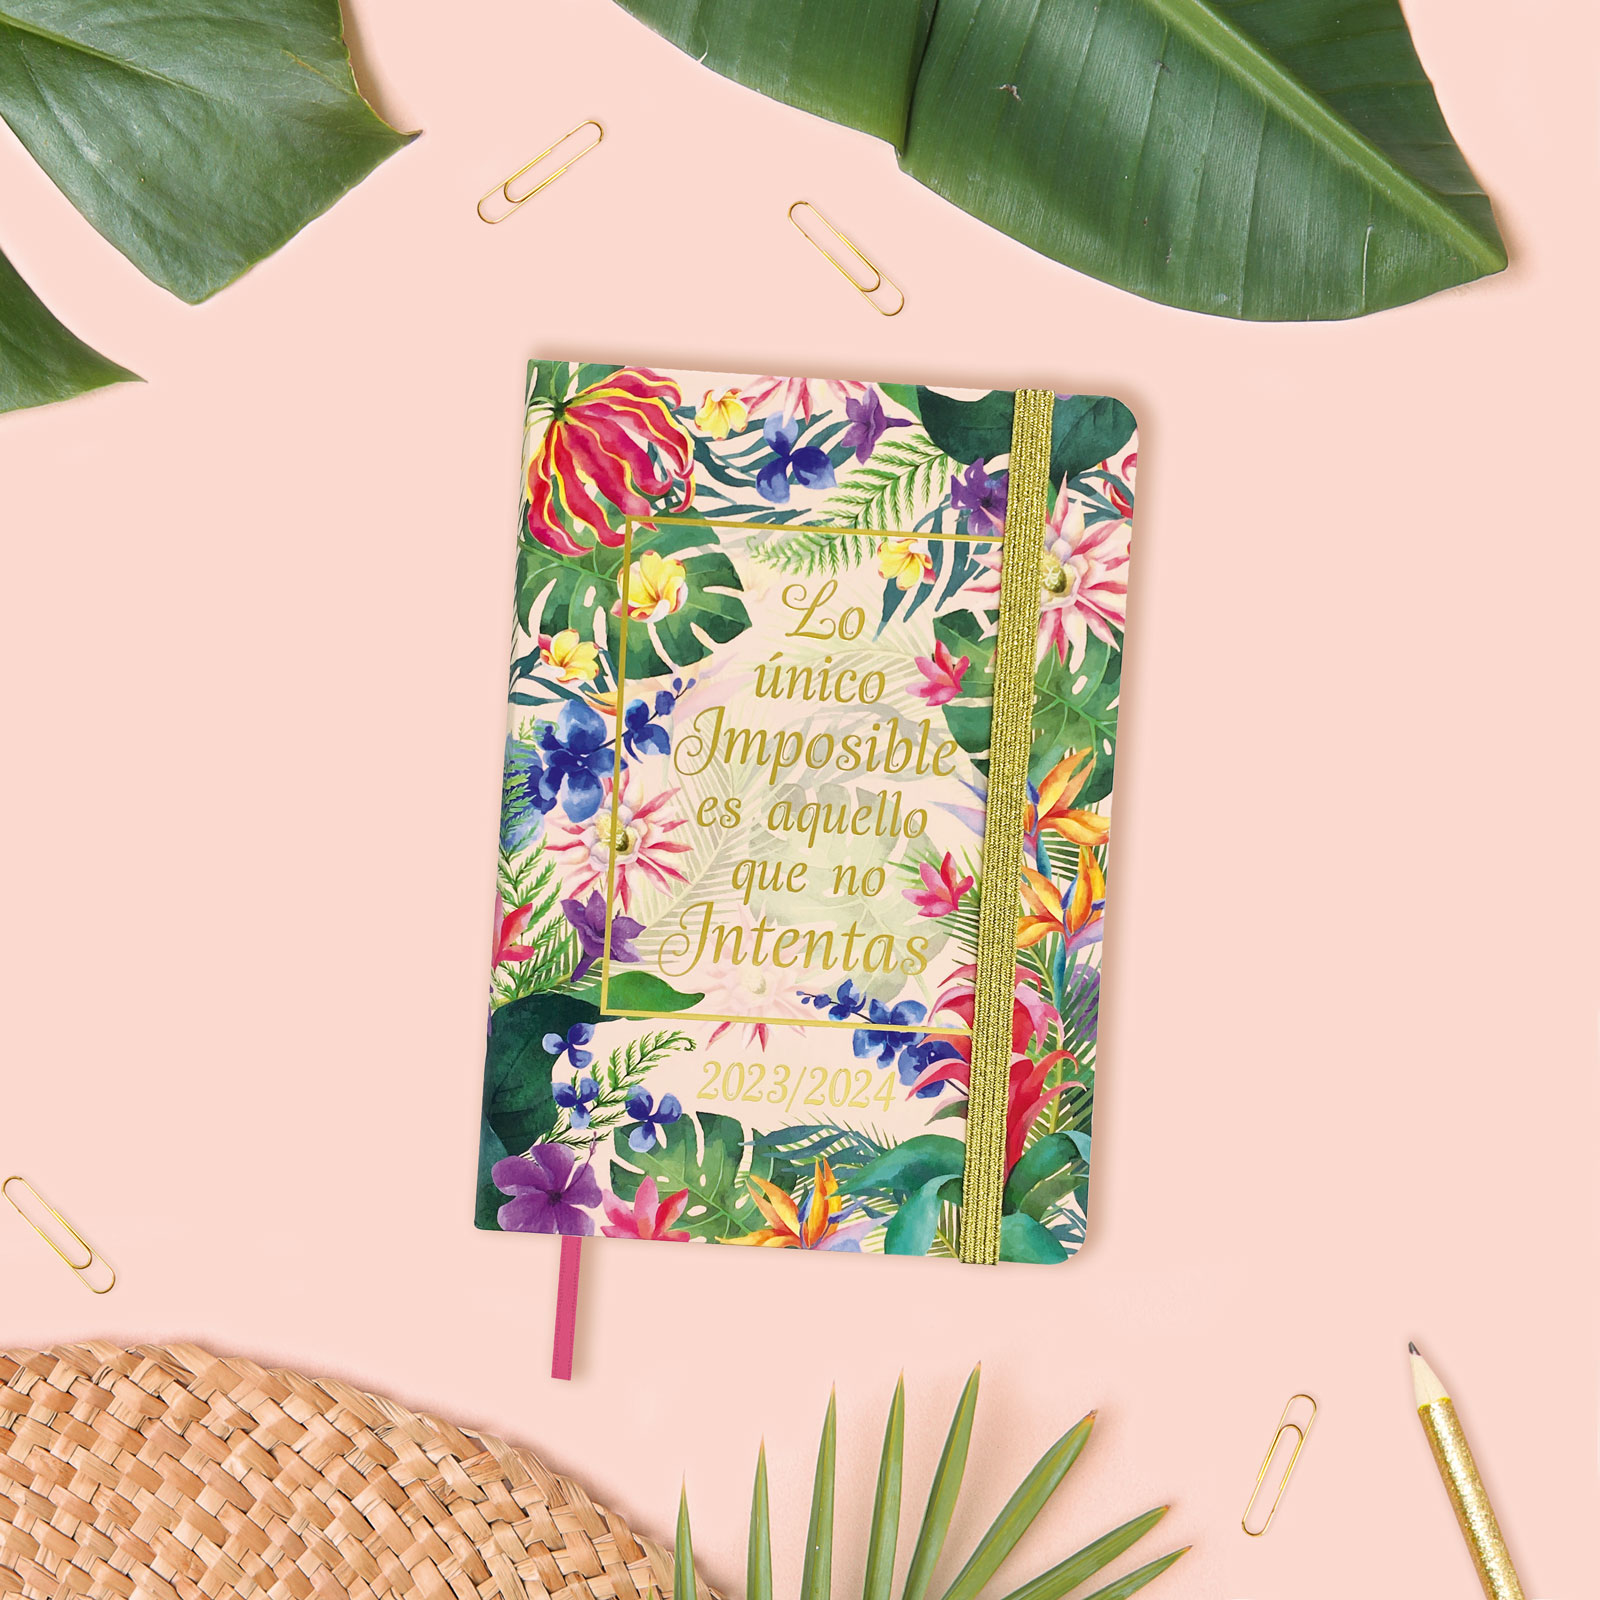 Lo
único
Imposible
es aquello
que no
Intentas
2023/2024